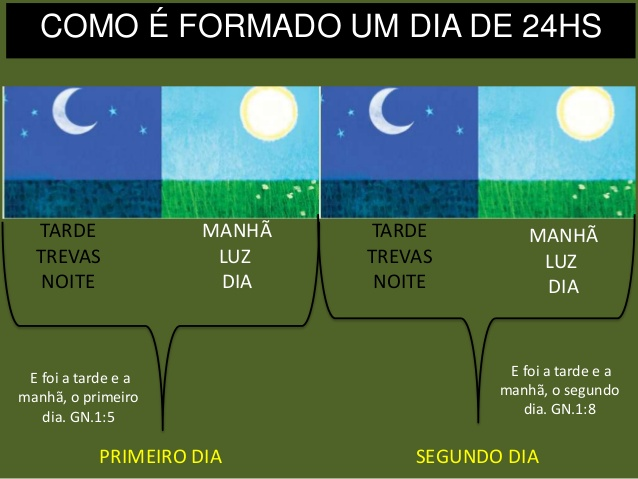 COMO É FORMADO UM DIA DE 24HS
TARDE
TREVAS
NOITE
MANHÃ
LUZ
DIA
TARDE
TREVAS
NOITE
MANHÃ
LUZ
DIA
E foi a tarde e a
manhã, o primeiro
dia. GN.1:5
E foi a tarde e a
manhã, o segundo
dia. GN.1:8
PRIMEIRO DIA
SEGUNDO DIA